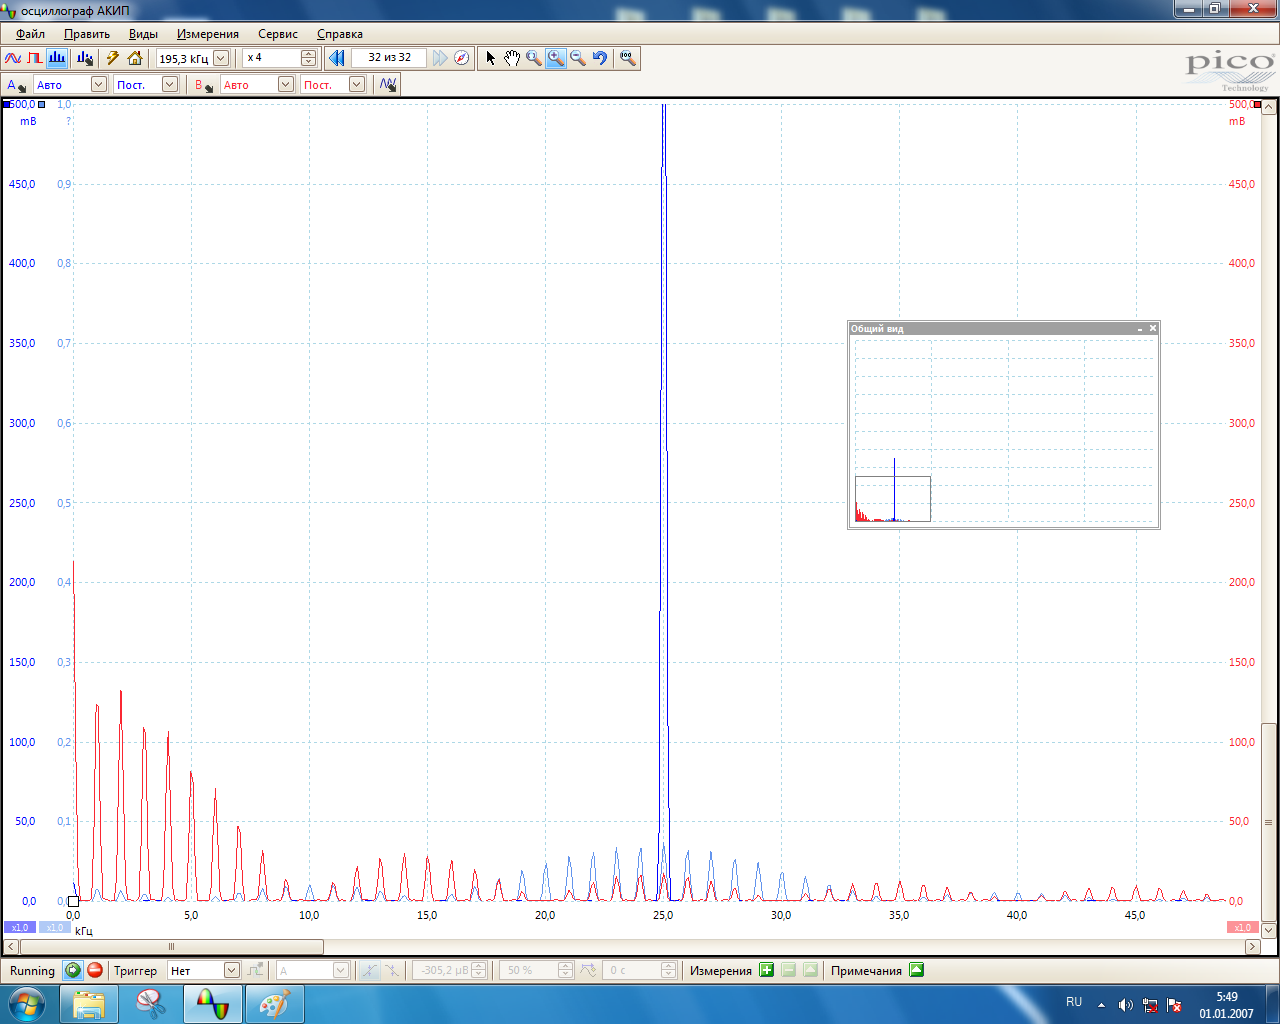 осциллограф АКИП
Файл Править Виды Измерения Сервис Справка
195,3 кГц x 4 32 из 32
pico
Technology
A Авто Пост. B Авто Пост.
500,0 1,0 500,0
mB ? mB
450,0 0,9 450,0
400,0 0,8 400,0
Общий вид
350,0 0,7 350,0
300,0 0,6 300,0
250,0 0,5 250,0
200,0 0,4 200,0
150,0 0,3 150,0
100,0 0,2 100,0
50,0 0,1 50,0
0,0 0,0 0,0
0,0 5,0 10,0 15,0 20,0 25,0 30,0 35,0 40,0 45,0
x1,0 x1,0 кГц x1,0
Running Триггер Нет A -305,2 µВ 50 % 0 с Измерения Примечания
RU 5:49
01.01.2007